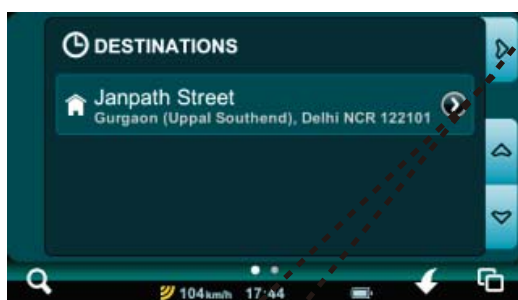 DESTINATIONS
Janpath Street
Gurgaon (Uppal Southend), Delhi NCR 122101
104km/h 17:44